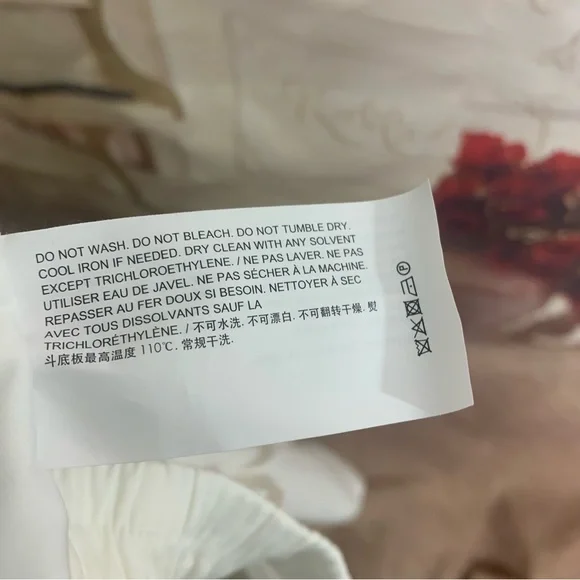 DO NOT WASH. DO NOT BLEACH. DO NOT TUMBLE DRY.
COOL IRON IF NEEDED. DRY CLEAN WITH ANY SOLVENT
EXCEPT TRICHLOROETHYLENE. / NE PAS LAVER. NE PAS
UTILISER EAU DE JAVEL. NE PAS SÉCHER À LA MACHINE.
REPASSER AU FER DOUX SI BESOIN. NETTOYER À SEC
AVEC TOUS DISSOLVANTS SAUF LA
TRICHLORÉTHYLÈNE. / 不可水洗. 不可漂白. 不可翻转干燥. 熨
斗底板最高温度 110℃. 常规干洗.